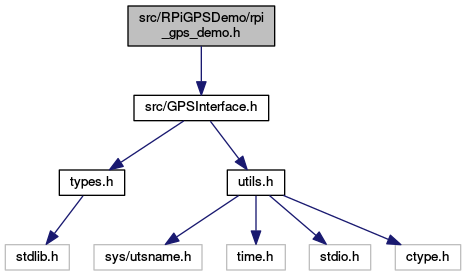 src/RPiGPSDemo/rpi
_gps_demo.h
src/GPSInterface.h
types.h
utils.h
stdlib.h
sys/utsname.h
time.h
stdio.h
ctype.h